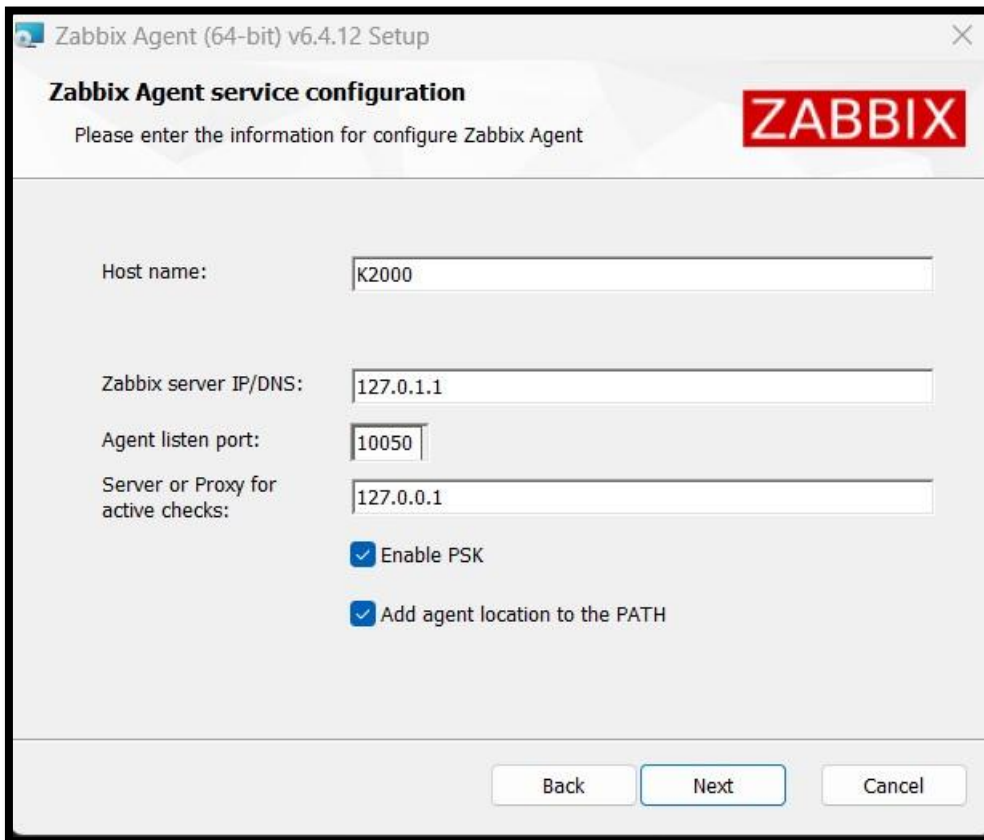 Zabbix Agent (64-bit) v6.4.12 Setup
Zabbix Agent service configuration
Please enter the information for configure Zabbix Agent
ZABBIX
Host name:
K2000
Zabbix server IP/DNS:
127.0.1.1
Agent listen port:
10050
Server or Proxy for
active checks:
127.0.0.1
Enable PSK
Add agent location to the PATH
Back
Next
Cancel